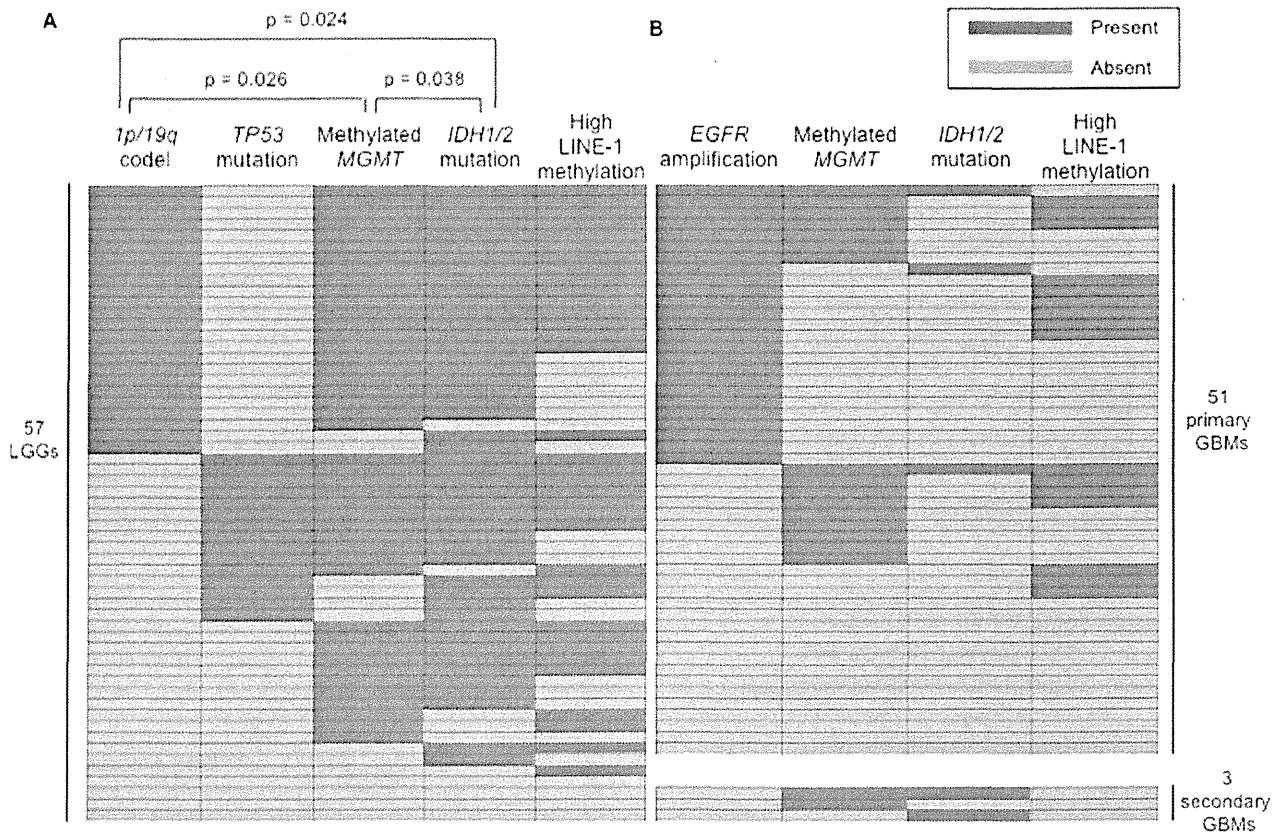 A
p = 0.024
p = 0.026
p = 0.038
1p/19q
codel
TP53
mutation
Methylated
MGMT
IDH1/2
mutation
High
LINE-1
methylation
57
LGGs
B
Present
Absent
EGFR
amplification
Methylated
MGMT
IDH1/2
mutation
High
LINE-1
methylation
51
primary
GBMs
3
secondary
GBMs